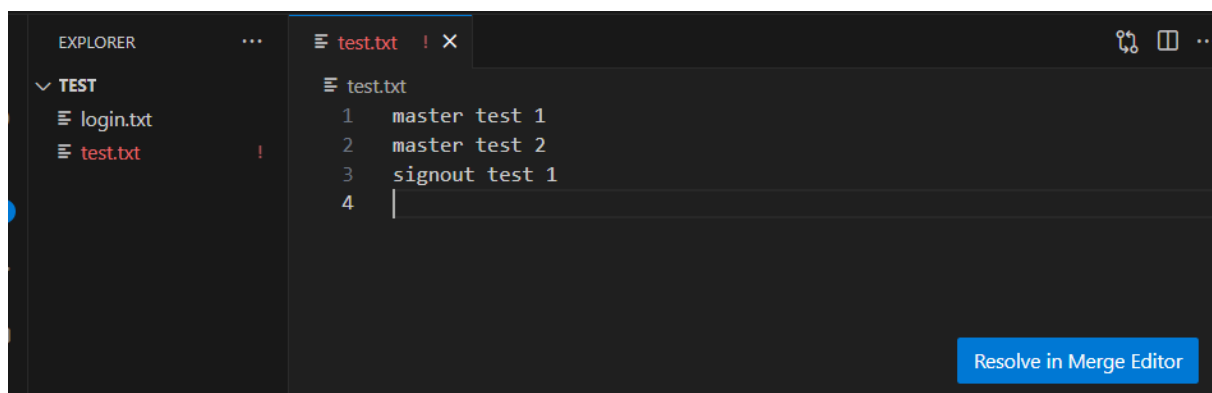 EXPLORER
TEST
login.txt
test.txt !
test.txt !
test.txt
1 master test 1
2 master test 2
3 signout test 1
4
Resolve in Merge Editor